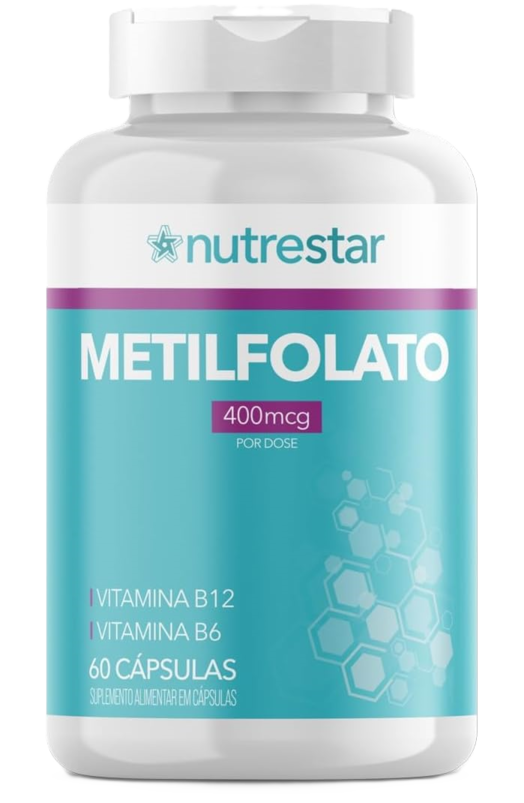 nutrestar
METILFOLATO
400mcg
POR DOSE
VITAMINA B12
VITAMINA B6
60 CÁPSULAS
SUPLEMENTO ALIMENTAR EM CÁPSULAS